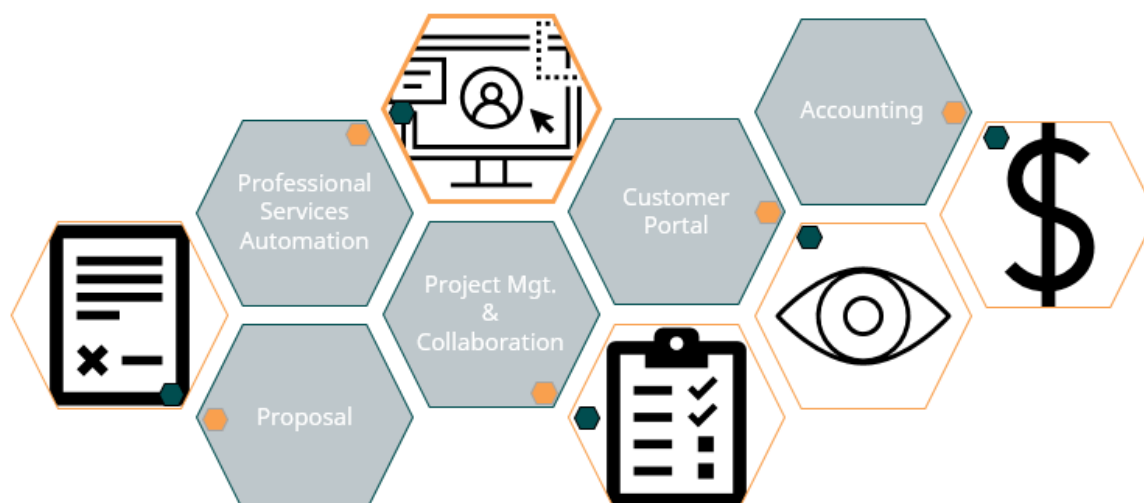 Professional
Services
Automation
Proposal
Project Mgt.
&
Collaboration
Customer
Portal
Accounting